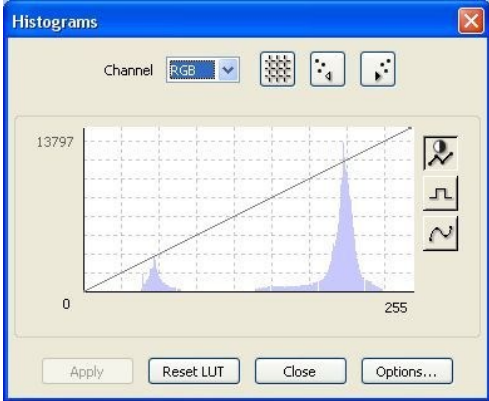 Histograms
Channel RGB
13797
0 255
Apply Reset LUT Close Options...